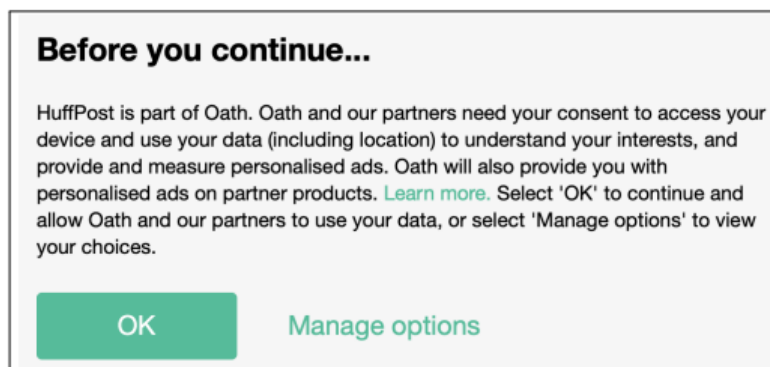 Before you continue...
HuffPost is part of Oath. Oath and our partners need your consent to access your
device and use your data (including location) to understand your interests, and
provide and measure personalised ads. Oath will also provide you with
personalised ads on partner products. Learn more. Select 'OK' to continue and
allow Oath and our partners to use your data, or select 'Manage options' to view
your choices.
OK Manage options